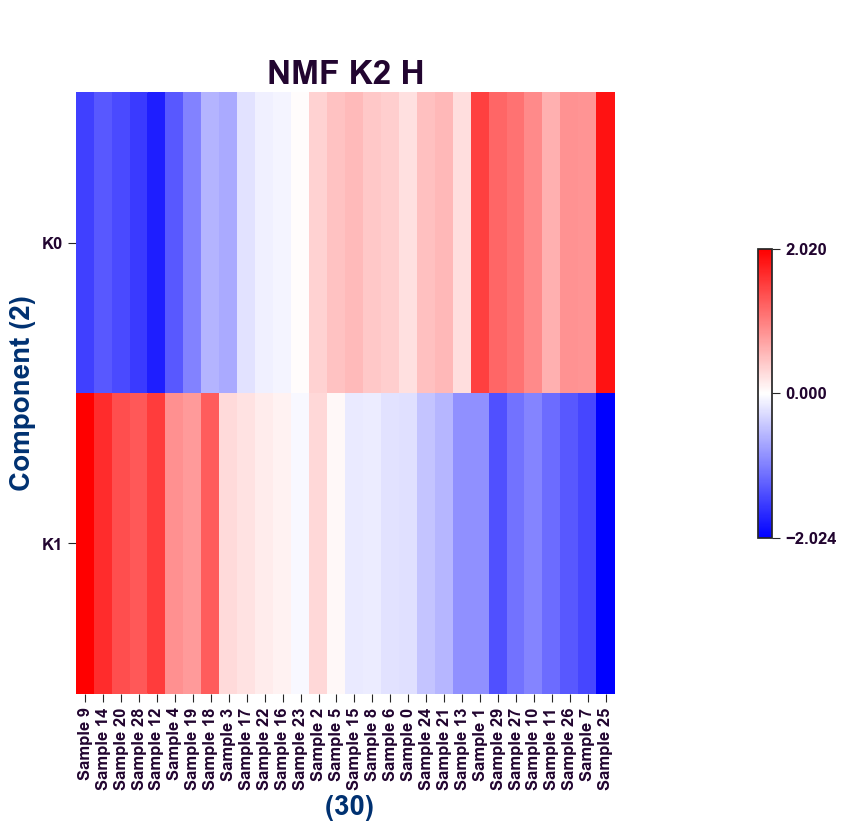 NMF K2 H
K0
K1
Component (2)
2.020
0.000
−2.024
Sample 9
Sample 14
Sample 20
Sample 28
Sample 12
Sample 4
Sample 19
Sample 18
Sample 3
Sample 17
Sample 22
Sample 16
Sample 23
Sample 2
Sample 5
Sample 15
Sample 8
Sample 6
Sample 0
Sample 24
Sample 21
Sample 13
Sample 1
Sample 29
Sample 27
Sample 10
Sample 11
Sample 26
Sample 7
Sample 25
(30)